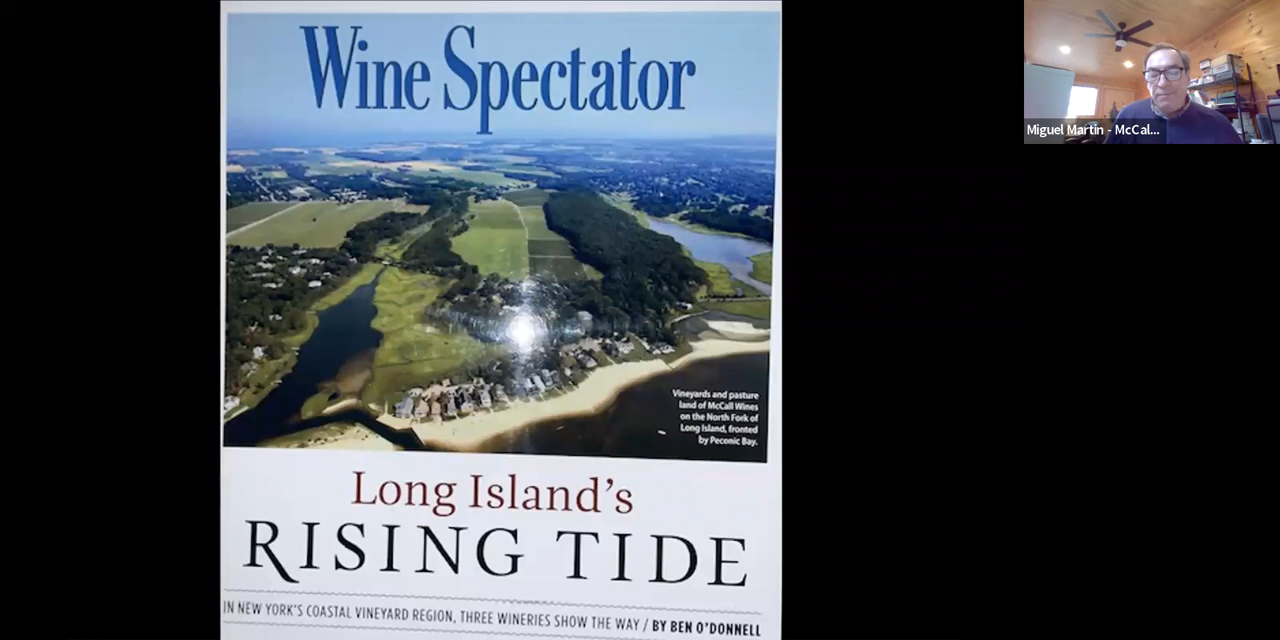 Wine Spectator
Miguel Martin - McCal...
Vineyards and pasture
land of McCall Wines
on the North Fork of
Long Island, fronted
by Peconic Bay.
Long Island's
RISING TIDE
IN NEW YORK'S COASTAL VINEYARD REGION, THREE WINERIES SHOW THE WAY / BY BEN O'DONNELL